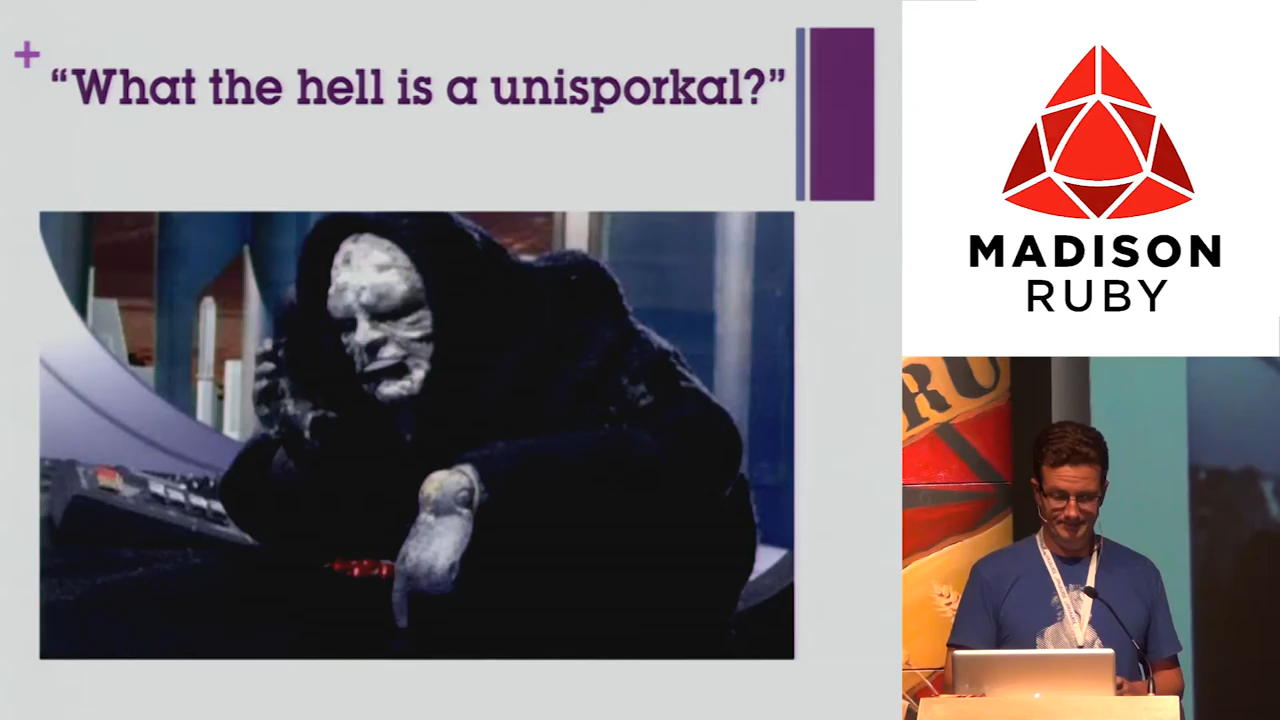 + “What the hell is a unisporkal?”
MADISON
RUBY
RU